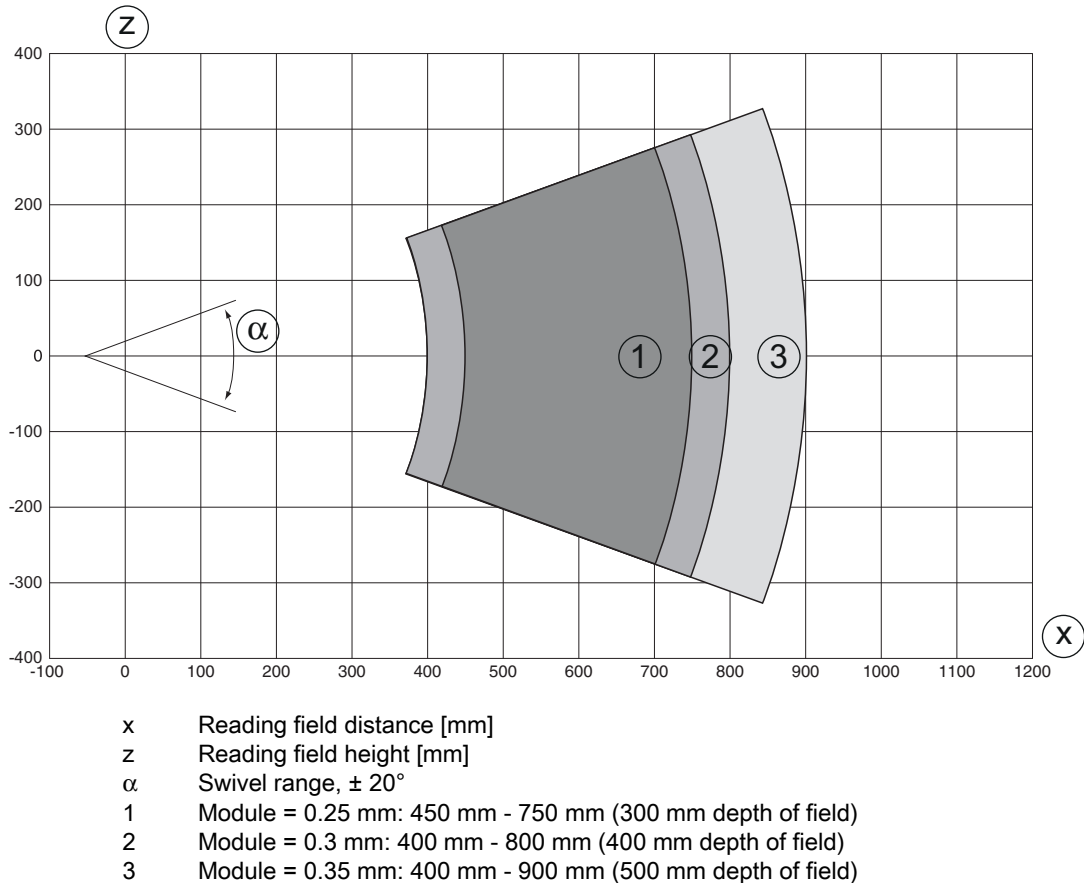 z
400
300
200
100
α
0
1 2 3
-100
-200
-300
x
-400
-100 0 100 200 300 400 500 600 700 800 900 1000 1100 1200
x Reading field distance [mm]
z Reading field height [mm]
α Swivel range, ± 20°
1 Module = 0.25 mm: 450 mm - 750 mm (300 mm depth of field)
2 Module = 0.3 mm: 400 mm - 800 mm (400 mm depth of field)
3 Module = 0.35 mm: 400 mm - 900 mm (500 mm depth of field)